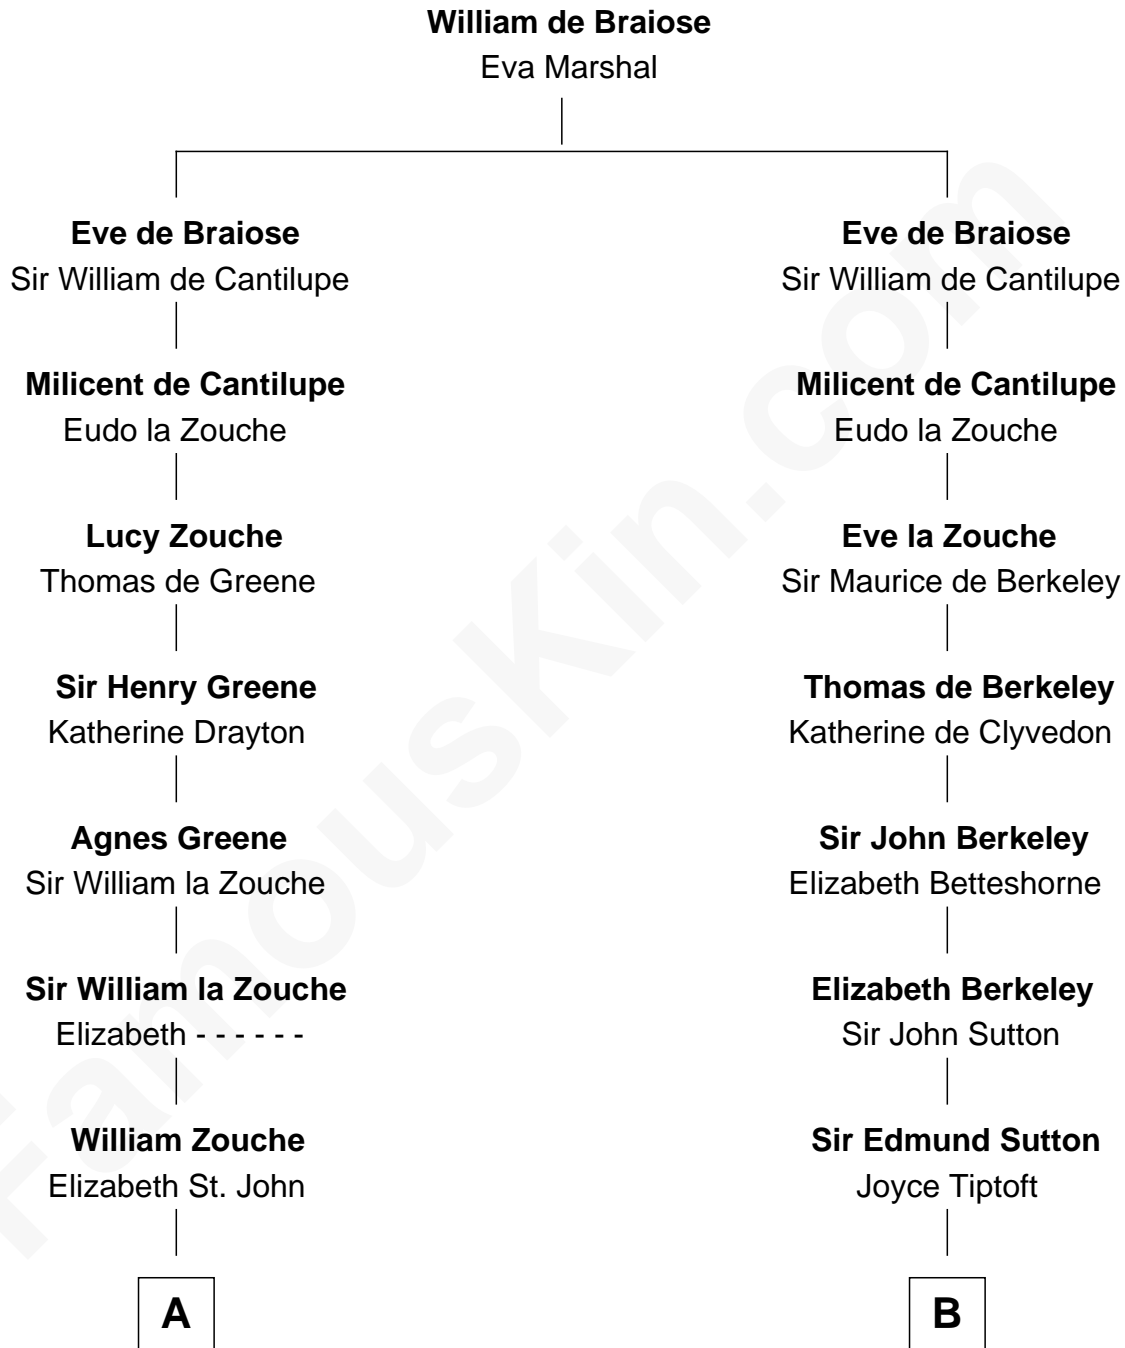 William de Braiose
Eva Marshal
Eve de Braiose
Sir William de Cantilupe
Milicent de Cantilupe
Eudo la Zouche
Lucy Zouche
Thomas de Greene
Sir Henry Greene
Katherine Drayton
Agnes Greene
Sir William la Zouche
Sir William la Zouche
Elizabeth - - - - - -
William Zouche
Elizabeth St. John
A
Eve de Braiose
Sir William de Cantilupe
Milicent de Cantilupe
Eudo la Zouche
Eve la Zouche
Sir Maurice de Berkeley
Thomas de Berkeley
Katherine de Clyvedon
Sir John Berkeley
Elizabeth Betteshorne
Elizabeth Berkeley
Sir John Sutton
Sir Edmund Sutton
Joyce Tiptoft
B
FamousKin.com